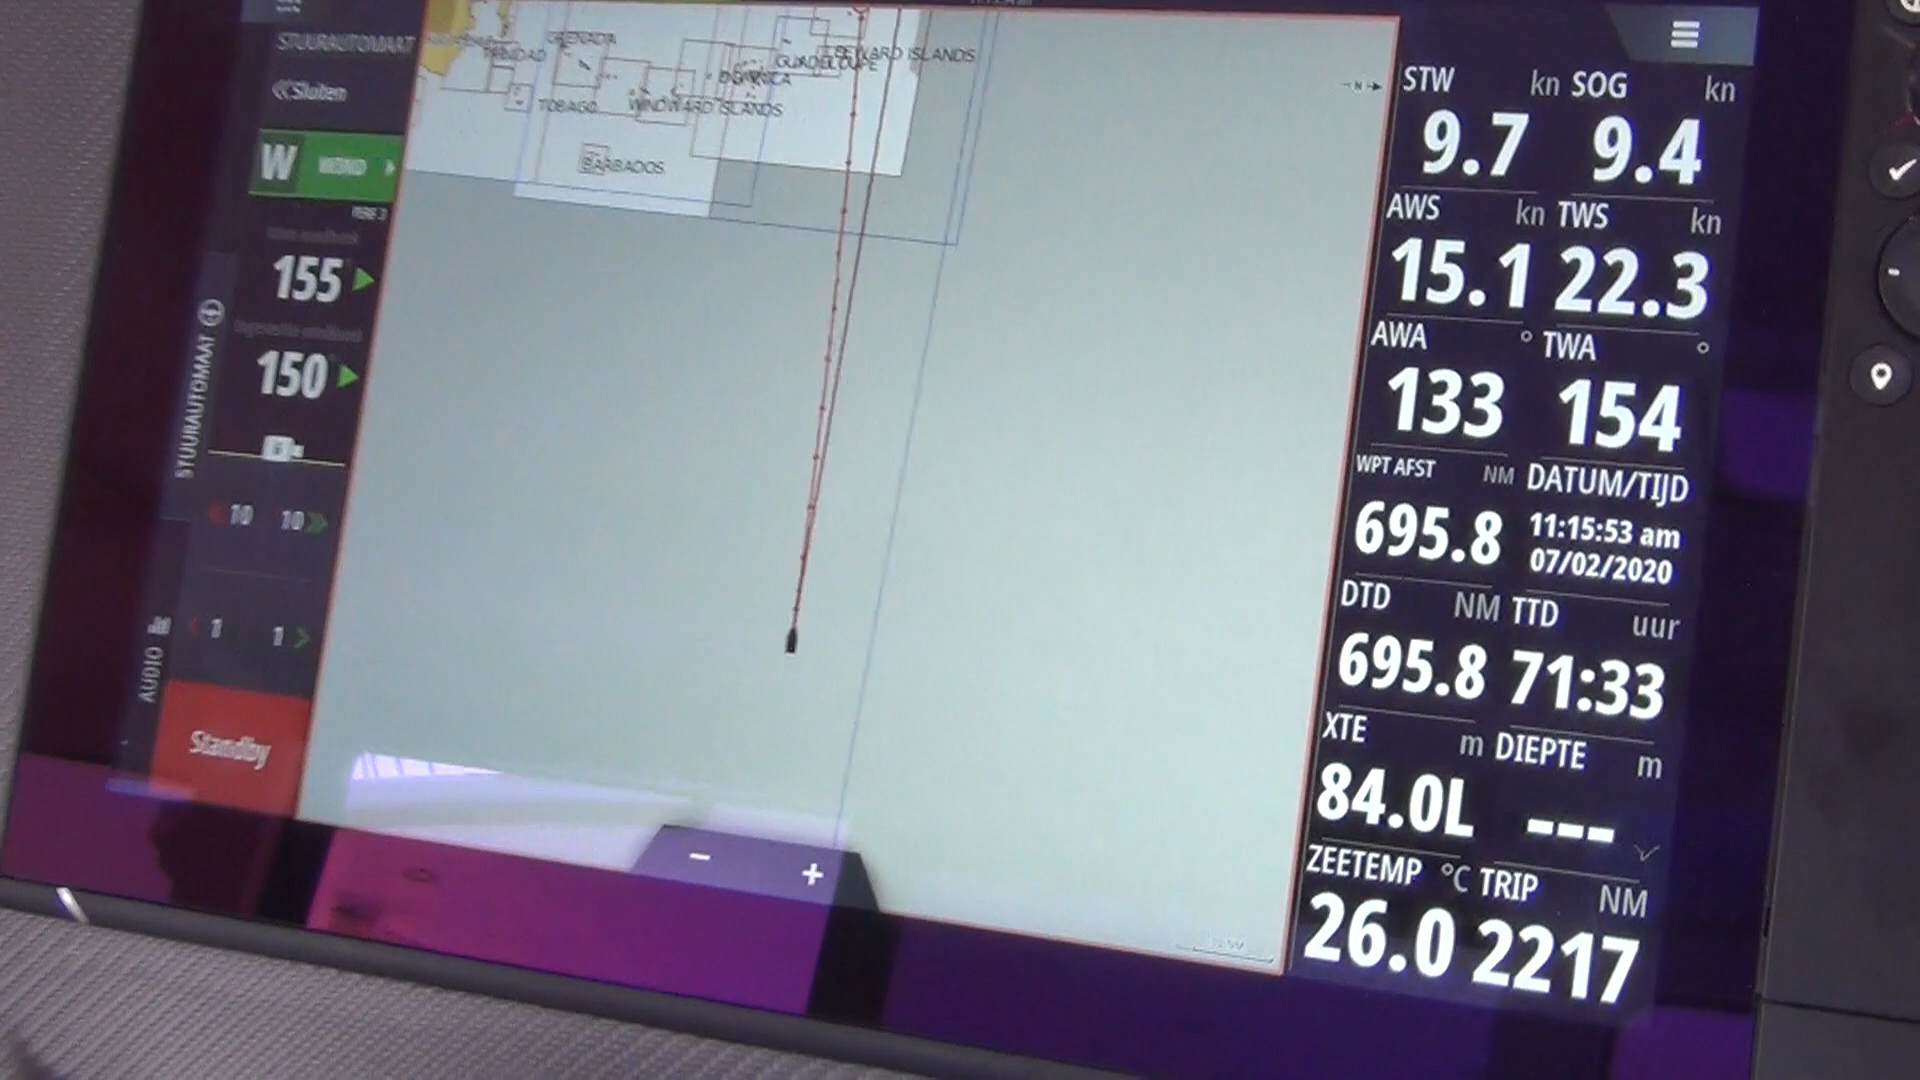 STUURAUTOMAAT
Sluiten
W WIND
155
150
10 10
1 1
Standby
STUURAUTOMAAT
AUDIO
GRENADA
TRINIDAD
TOBAGO
WINDWARD ISLANDS
BARBADOS
DOMINICA
GUADELOUPE
LEEWARD ISLANDS
N
- +
STW kn SOG kn
9.7 9.4
AWS kn TWS kn
15.1 22.3
AWA ° TWA °
133 154
WPT AFST NM DATUM/TIJD
695.8 11:15:53 am
07/02/2020
DTD NM TTD uur
695.8 71:33
XTE m DIEPTE m
84.0L ---
ZEETEMP °C TRIP NM
26.0 2217